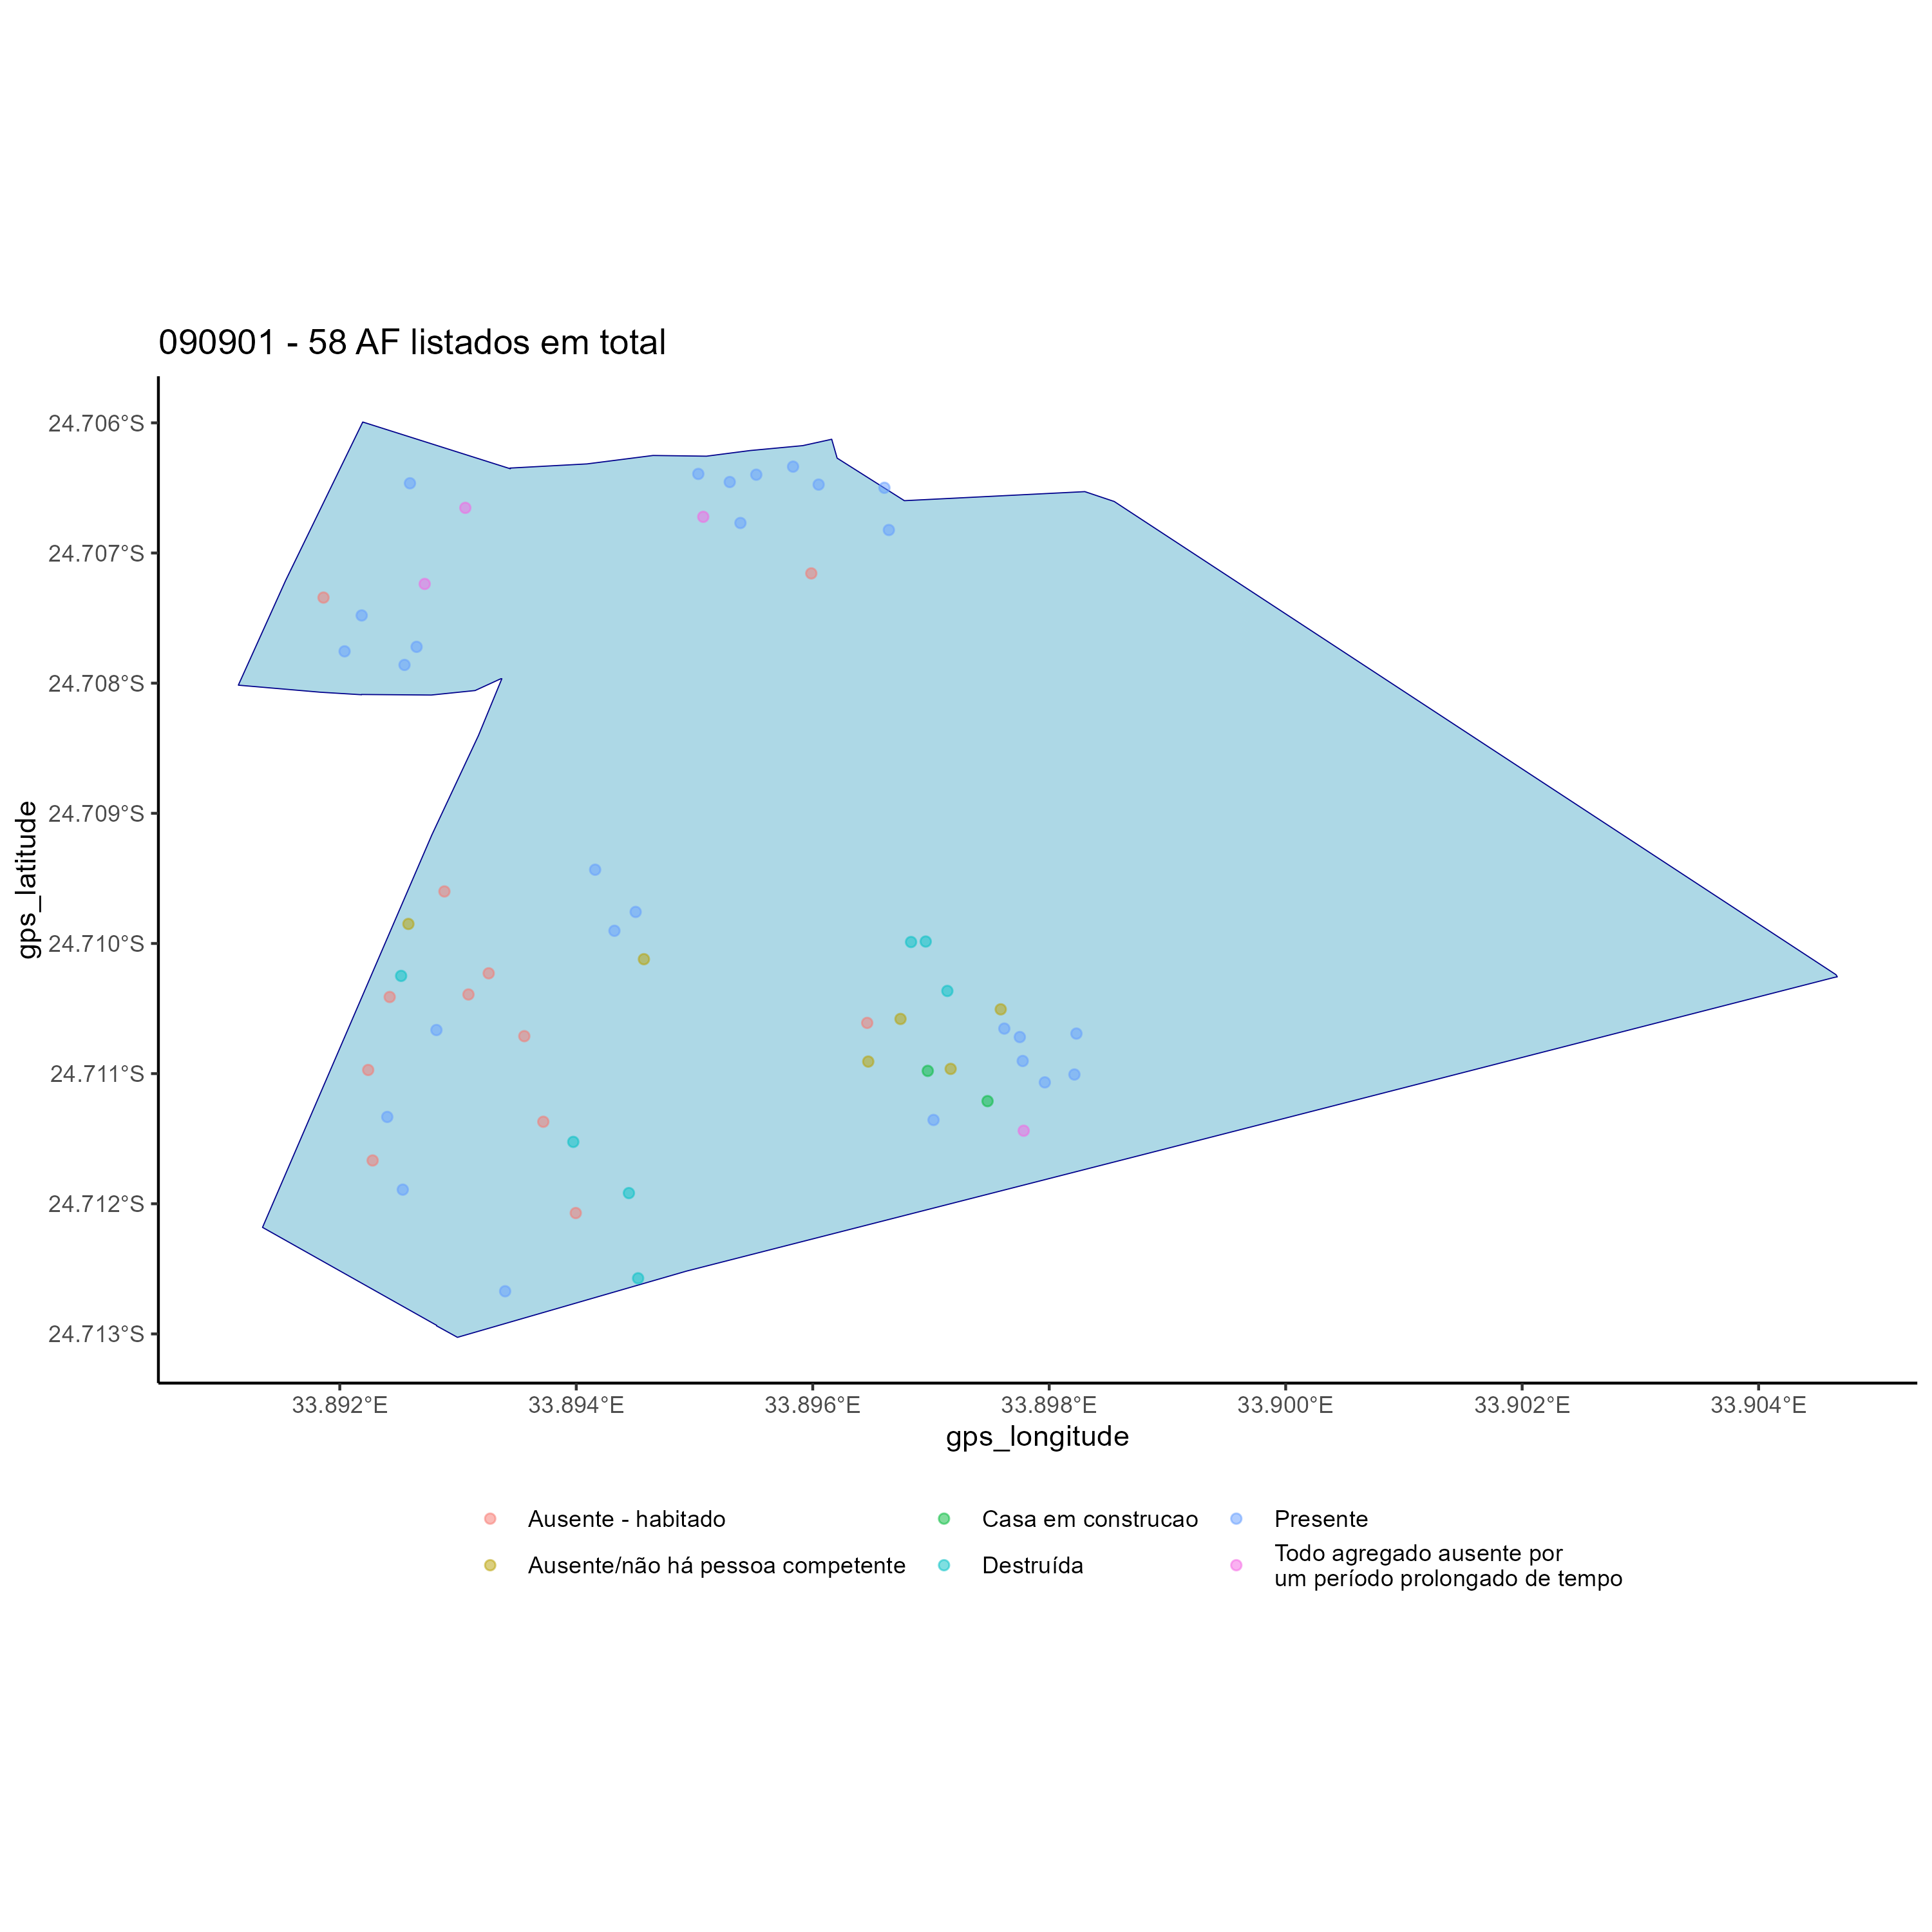 090901 - 58 AF listados em total
24.706°S
24.707°S
24.708°S
24.709°S
24.710°S
24.711°S
24.712°S
24.713°S
gps_latitude
33.892°E
33.894°E
33.896°E
33.898°E
33.900°E
33.902°E
33.904°E
gps_longitude
Ausente - habitado
Ausente/não há pessoa competente
Casa em construcao
Destruída
Presente
Todo agregado ausente por
um período prolongado de tempo